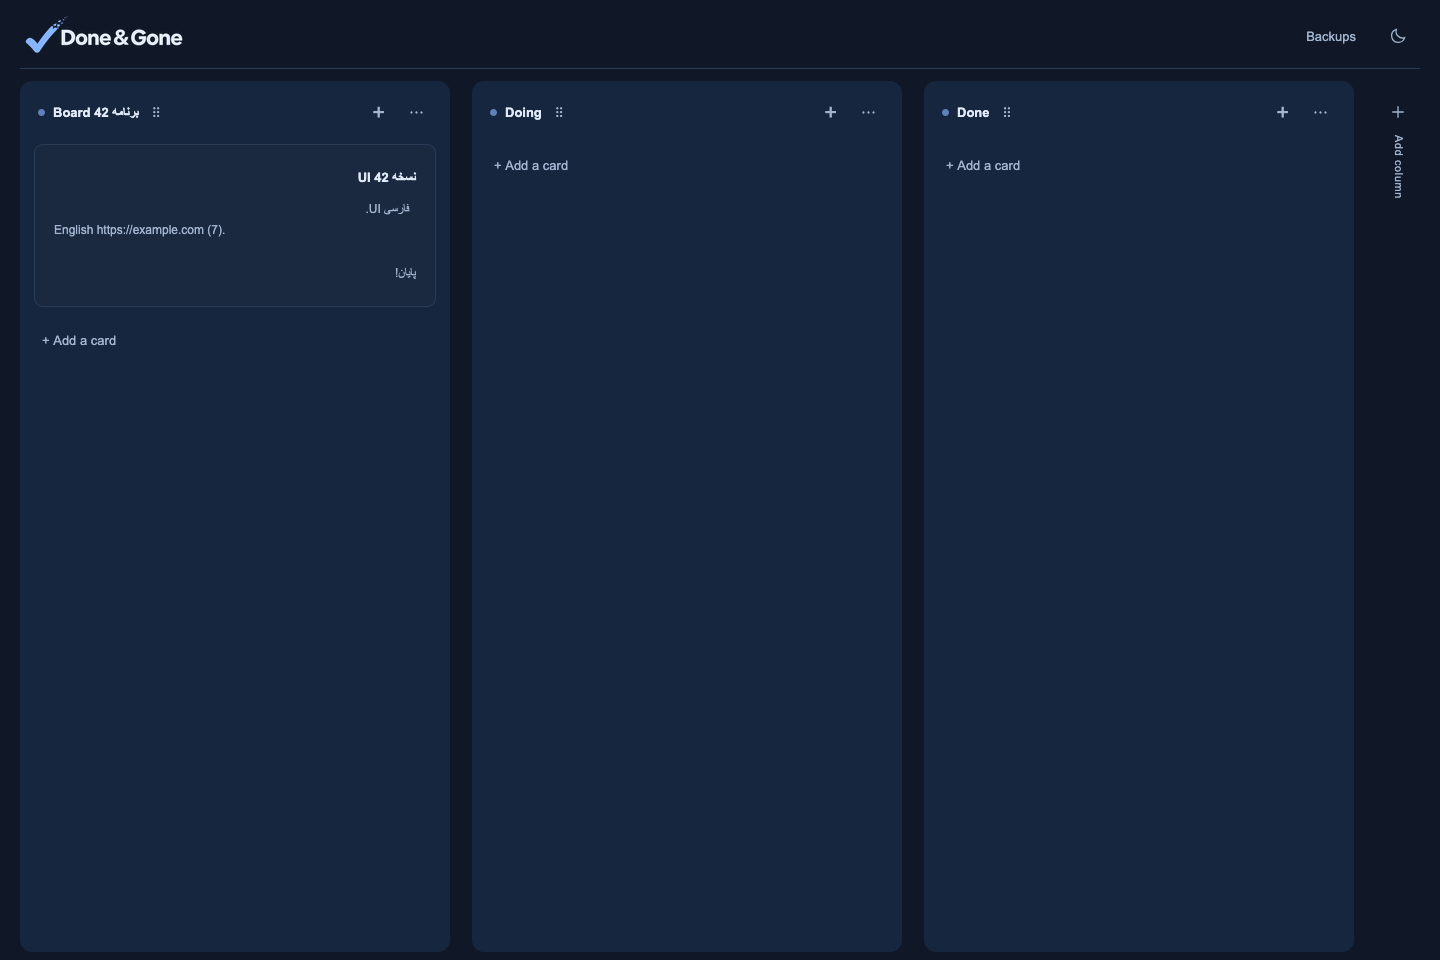 Done & Gone
Backups
Board 42 برنامه
نسخه UI 42
فارسی UI.
English https://example.com (7).
پایان!
+ Add a card
Doing
+ Add a card
Done
+ Add a card
Add column